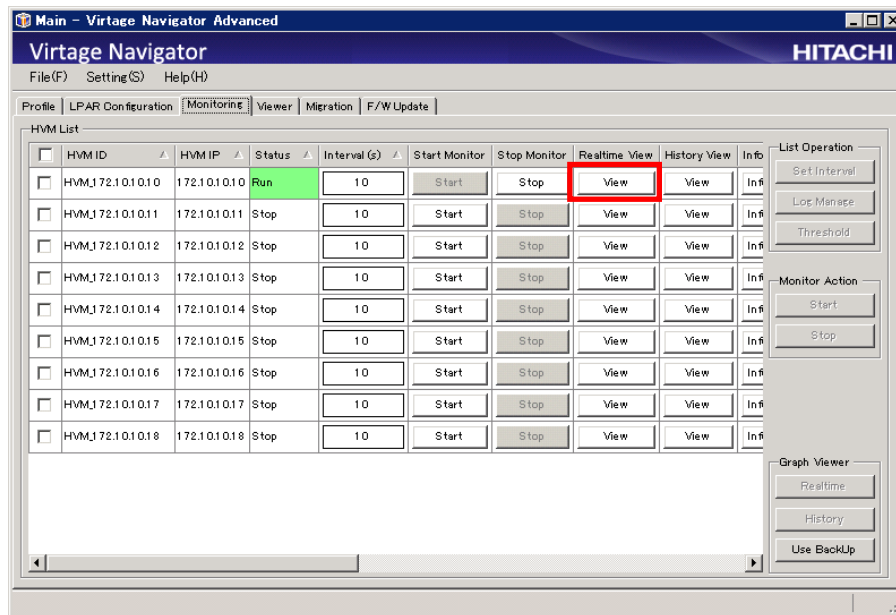 Main - Virtage Navigator Advanced
Virtage Navigator
HITACHI
File(F) Setting(S) Help(H)
Profile LPAR Configuration Monitoring Viewer Migration F/W Update
HVM List
HVM ID HVM IP Status Interval (s) Start Monitor Stop Monitor Realtime View History View Info
HVM_172.10.10.10 172.10.10.10 Run 10 Start Stop View View Inf
HVM_172.10.10.11 172.10.10.11 Stop 10 Start Stop View View Inf
HVM_172.10.10.12 172.10.10.12 Stop 10 Start Stop View View Inf
HVM_172.10.10.13 172.10.10.13 Stop 10 Start Stop View View Inf
HVM_172.10.10.14 172.10.10.14 Stop 10 Start Stop View View Inf
HVM_172.10.10.15 172.10.10.15 Stop 10 Start Stop View View Inf
HVM_172.10.10.16 172.10.10.16 Stop 10 Start Stop View View Inf
HVM_172.10.10.17 172.10.10.17 Stop 10 Start Stop View View Inf
HVM_172.10.10.18 172.10.10.18 Stop 10 Start Stop View View Inf
List Operation
Set Interval
Log Manage
Threshold
Monitor Action
Start
Stop
Graph Viewer
Realtime
History
Use BackUp